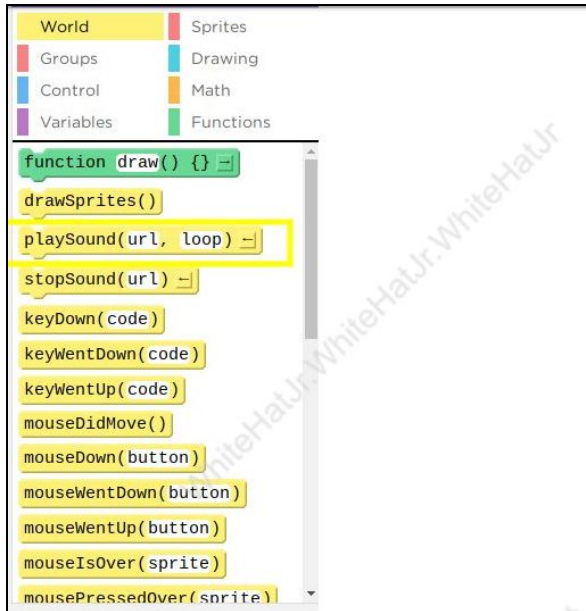 World
Sprites
Groups
Drawing
Control
Math
Variables
Functions
function draw() {}
drawSprites()
playSound(url, loop)
stopSound(url)
keyDown(code)
keyWentDown(code)
keyWentUp(code)
mouseDidMove()
mouseDown(button)
mouseWentDown(button)
mouseWentUp(button)
mouseIsOver(sprite)
mousePressedOver(sprite)
WhiteHatJr.WhiteHatJr.WhiteHatJr